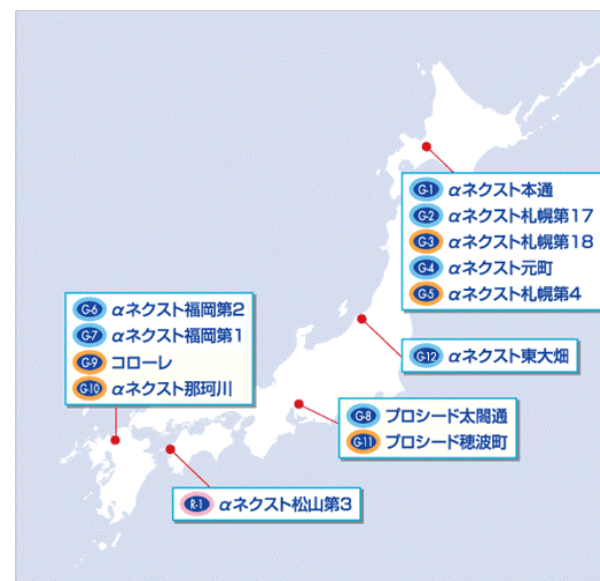 G-1 αネクスト本通
G-2 αネクスト札幌第17
G-3 αネクスト札幌第18
G-4 αネクスト元町
G-5 αネクスト札幌第4
G-6 αネクスト福岡第2
G-7 αネクスト福岡第1
G-9 コローレ
G-10 αネクスト那珂川
G-12 αネクスト東大畑
G-8 プロシード太閤通
G-11 プロシード穂波町
R-1 αネクスト松山第3